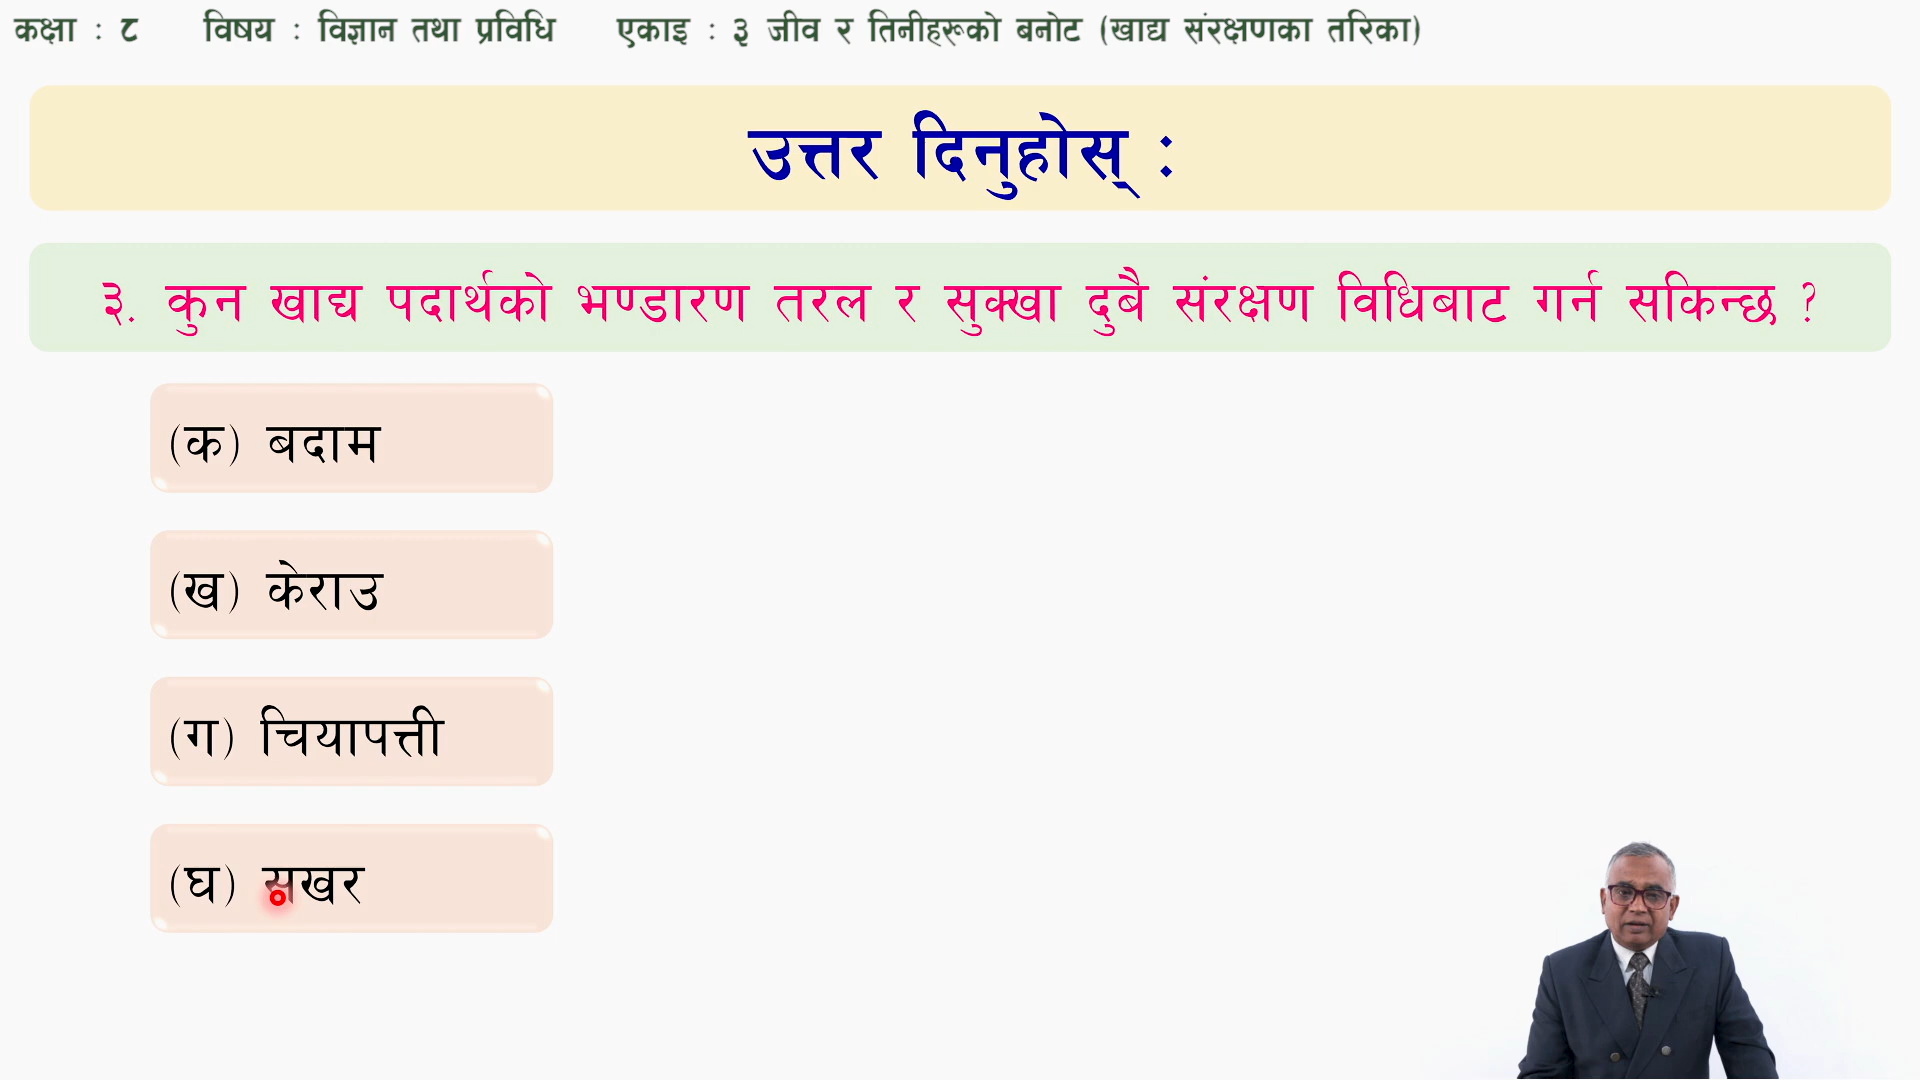 कक्षा : ८ विषय : विज्ञान तथा प्रविधि एकाइ : ३ जीव र तिनीहरूको बनोट (खाद्य संरक्षणका तरिका)
उत्तर दिनुहोस् :
३. कुन खाद्य पदार्थको भण्डारण तरल र सुक्खा दुबै संरक्षण विधिबाट गर्न सकिन्छ ?
(क) बदाम
(ख) केराउ
(ग) चियापत्ती
(घ) सखर